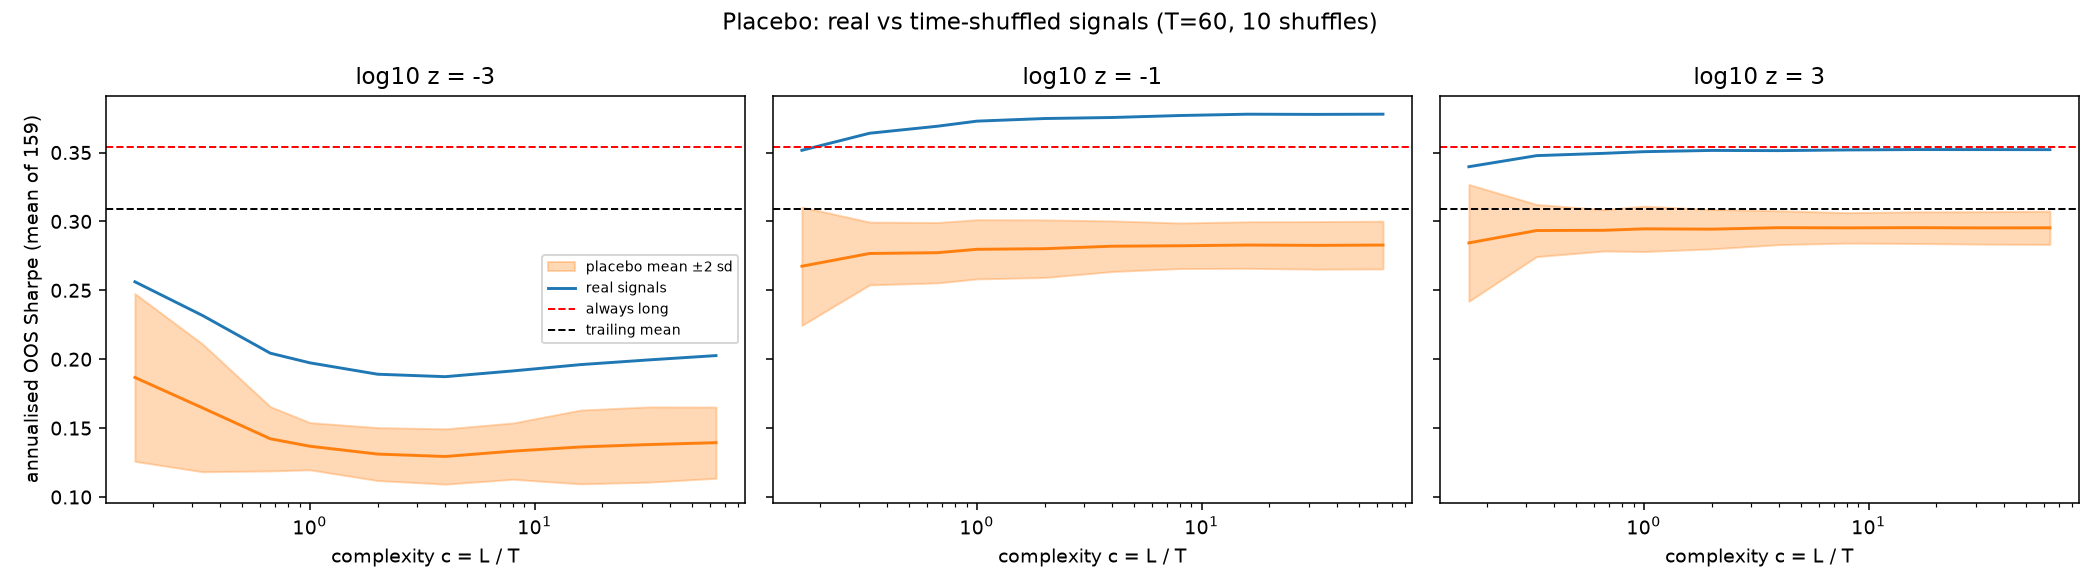 Placebo: real vs time-shuffled signals (T=60, 10 shuffles)
log10 z = -3
log10 z = -1
log10 z = 3
annualised OOS Sharpe (mean of 159)
0.35
0.30
0.25
0.20
0.15
0.10
placebo mean ±2 sd
real signals
always long
trailing mean
10⁰
10¹
10⁰
10¹
10⁰
10¹
complexity c = L / T
complexity c = L / T
complexity c = L / T